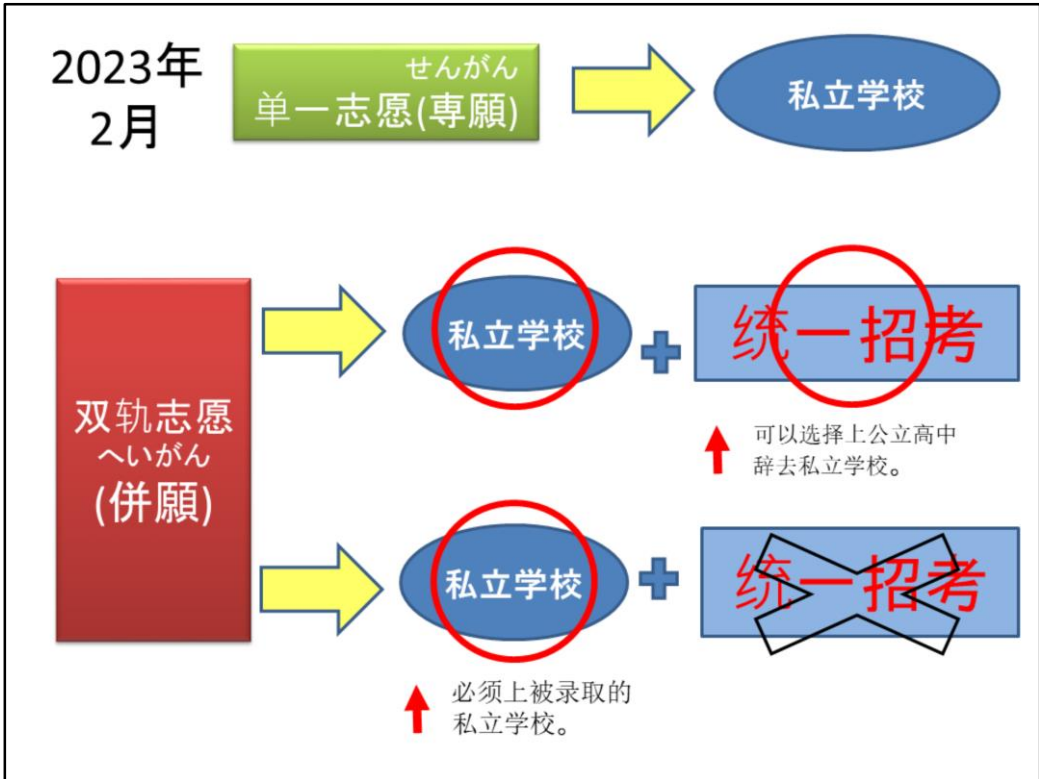 2023年
2月
せんがん
単一志愿(専願)
私立学校
双轨志愿
へいがん
(併願)
私立学校
统一招考
可以选择上公立高中
辞去私立学校。
私立学校
统一招考
必须上被录取的
私立学校。